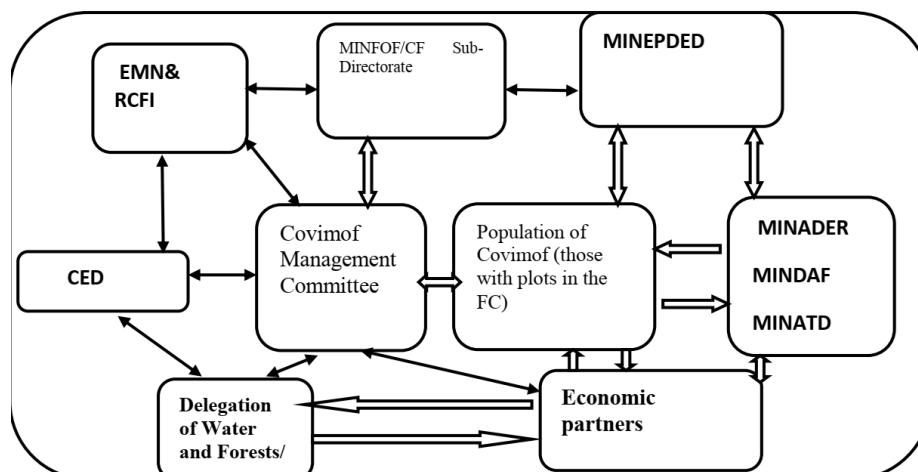 EMN&
RCFI
MINFOF/CF Sub-
Directorate
MINEPDED
CED
Covimof
Management
Committee
Population of
Covimof (those
with plots in the
FC)
MINADER
MINDAF
MINATD
Delegation
of Water
and Forests/
Economic
partners